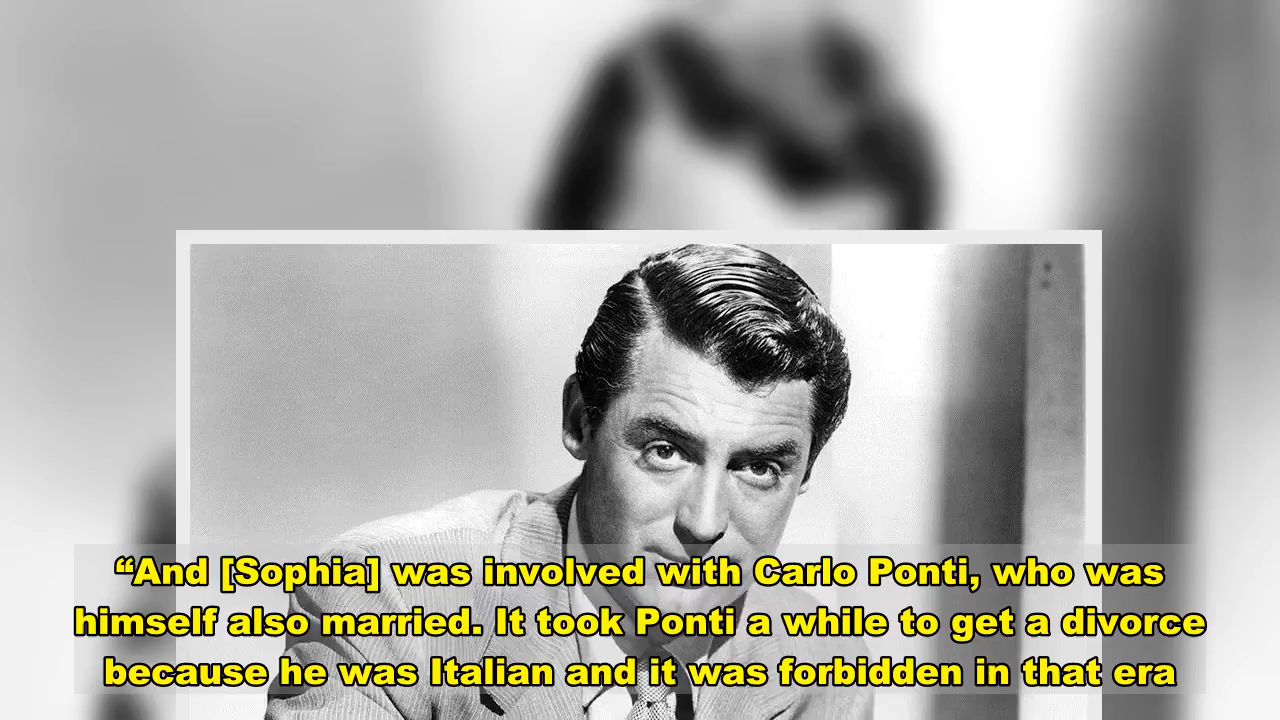 “And [Sophia] was involved with Carlo Ponti, who was
himself also married. It took Ponti a while to get a divorce
because he was Italian and it was forbidden in that era